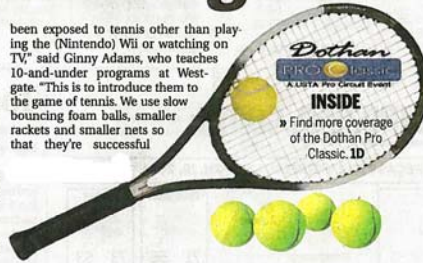 been exposed to tennis other than play-
ing the (Nintendo) Wii or watching on
TV," said Ginny Adams, who teaches
10-and-under programs at West-
gate. "This is to introduce them to
the game of tennis. We use slow
bouncing foam balls, smaller
rackets and smaller nets so
that they're successful
Dothan
PRO Classic
A USTA Pro Circuit Event
INSIDE
» Find more coverage
of the Dothan Pro
Classic. 1D